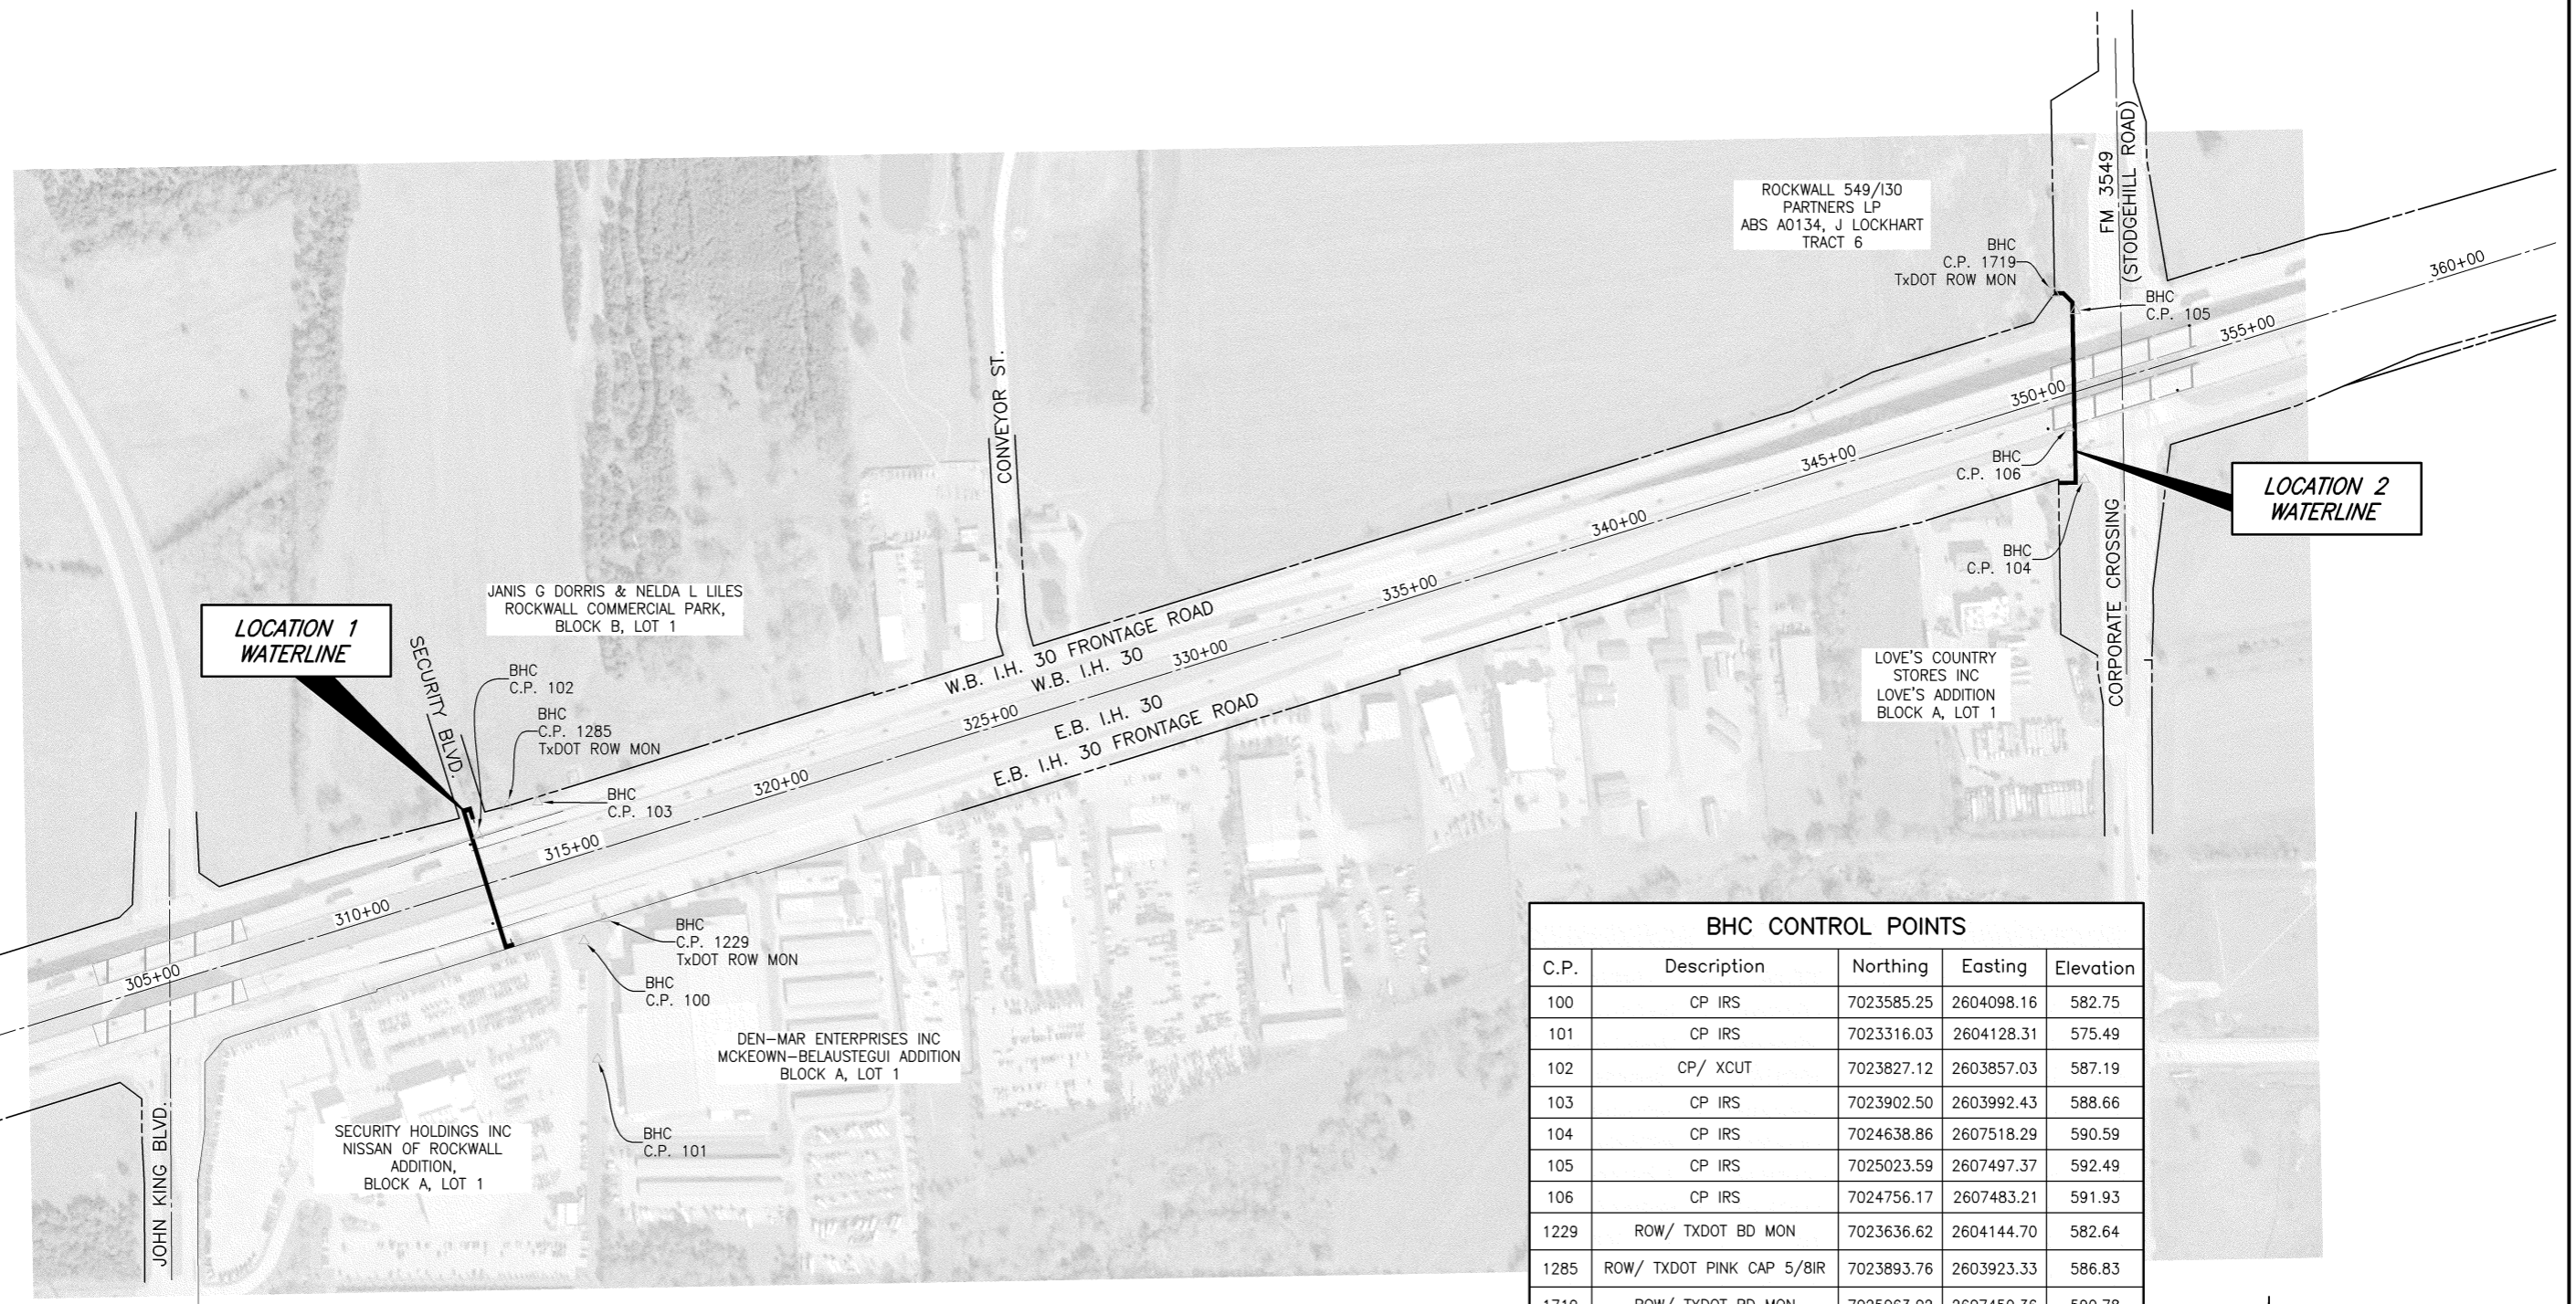 FM 3549
(STODGEHILL ROAD)
ROCKWALL 549/I30
PARTNERS LP
ABS A0134, J LOCKHART
TRACT 6
BHC
C.P. 1719
TxDOT ROW MON
BHC
C.P. 105
360+00
355+00
350+00
345+00
340+00
335+00
330+00
325+00
320+00
315+00
310+00
305+00
CONVEYOR ST.
BHC
C.P. 106
LOCATION 2
WATERLINE
BHC
C.P. 104
CORPORATE CROSSING
JANIS G DORRIS & NELDA L LILES
ROCKWALL COMMERCIAL PARK,
BLOCK B, LOT 1
LOCATION 1
WATERLINE
SECURITY BLVD.
BHC
C.P. 102
BHC
C.P. 1285
TxDOT ROW MON
BHC
C.P. 103
W.B. I.H. 30 FRONTAGE ROAD
W.B. I.H. 30
E.B. I.H. 30
E.B. I.H. 30 FRONTAGE ROAD
LOVE'S COUNTRY
STORES INC
LOVE'S ADDITION
BLOCK A, LOT 1
BHC
C.P. 1229
TxDOT ROW MON
BHC
C.P. 100
DEN-MAR ENTERPRISES INC
MCKEOWN-BELAUSTEGUI ADDITION
BLOCK A, LOT 1
BHC
C.P. 101
SECURITY HOLDINGS INC
NISSAN OF ROCKWALL
ADDITION,
BLOCK A, LOT 1
JOHN KING BLVD.
BHC CONTROL POINTS
C.P. Description Northing Easting Elevation
100 CP IRS 7023585.25 2604098.16 582.75
101 CP IRS 7023316.03 2604128.31 575.49
102 CP/ XCUT 7023827.12 2603857.03 587.19
103 CP IRS 7023902.50 2603992.43 588.66
104 CP IRS 7024638.86 2607518.29 590.59
105 CP IRS 7025023.59 2607497.37 592.49
106 CP IRS 7024756.17 2607483.21 591.93
1229 ROW/ TXDOT BD MON 7023636.62 2604144.70 582.64
1285 ROW/ TXDOT PINK CAP 5/8IR 7023893.76 2603923.33 586.83
1719 ROW/ TXDOT BD MON